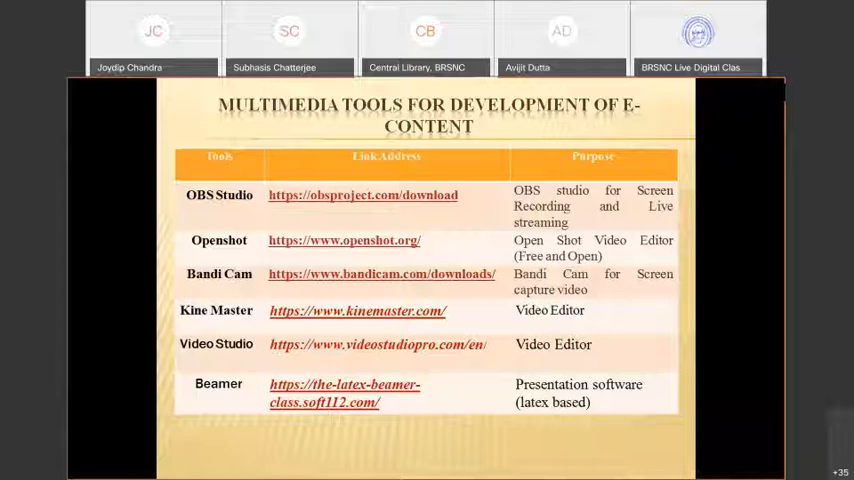 JC
SC
CB
AD
Joydip Chandra
Subhasis Chatterjee
Central Library, BRSNC
Avijit Dutta
BRSNC Live Digital Clas
MULTIMEDIA TOOLS FOR DEVELOPMENT OF E-
CONTENT
Tools Link Address Purpose
OBS Studio https://obsproject.com/download OBS studio for Screen
Recording and Live
streaming
Openshot https://www.openshot.org/ Open Shot Video Editor
(Free and Open)
Bandi Cam https://www.bandicam.com/downloads/ Bandi Cam for Screen
capture video
Kine Master https://www.kinemaster.com/ Video Editor
Video Studio https://www.videostudiopro.com/en/ Video Editor
Beamer https://the-latex-beamer- Presentation software
class.soft112.com/ (latex based)
+35